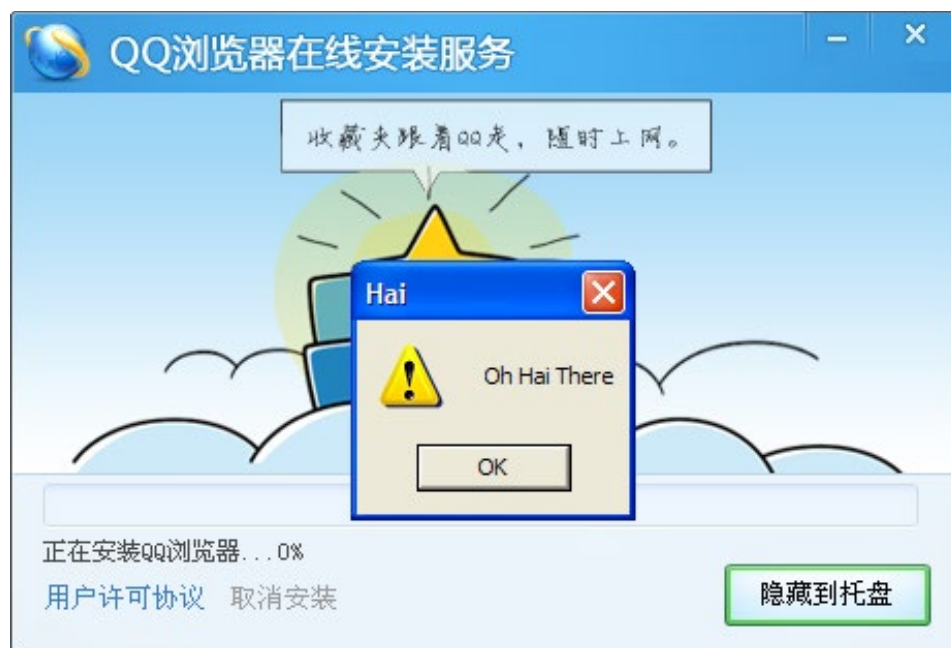 QQ浏览器在线安装服务
收藏夹跟着QQ走，随时上网。
Hai
Oh Hai There
OK
正在安装QQ浏览器...0%
用户许可协议 取消安装
隐藏到托盘